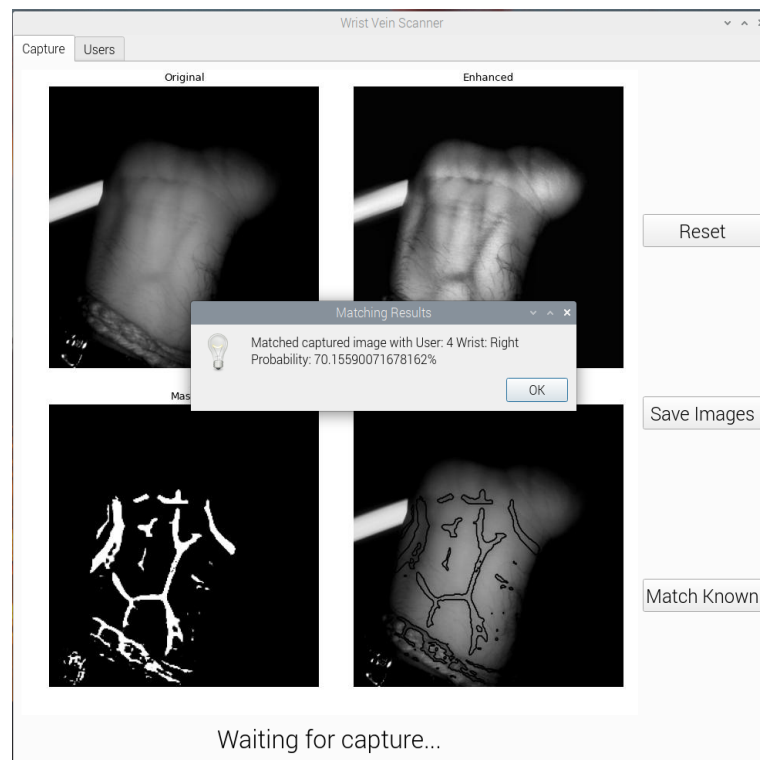 Wrist Vein Scanner
Capture
Users
Original
Enhanced
Reset
Matching Results
Matched captured image with User: 4 Wrist: Right
Probability: 70.15590071678162%
OK
Save Images
Match Known
Waiting for capture...